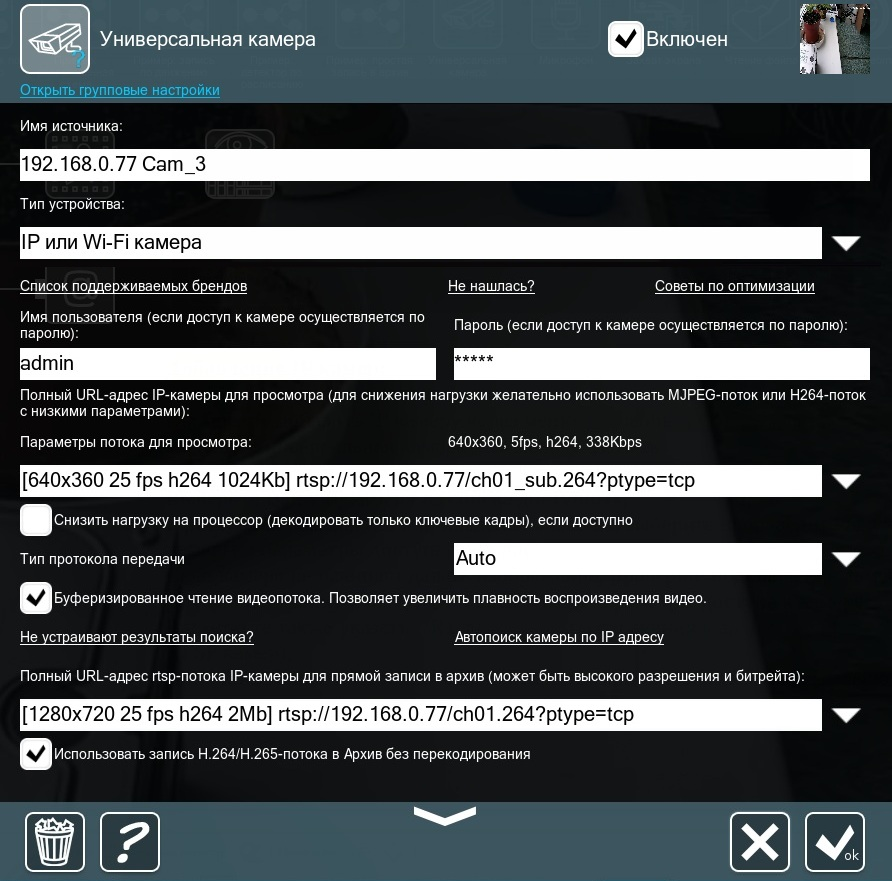 Универсальная камера
Включен
Открыть групповые настройки
Имя источника:
192.168.0.77 Cam_3
Тип устройства:
IP или Wi-Fi камера
Список поддерживаемых брендов
Не нашлась?
Советы по оптимизации
Имя пользователя (если доступ к камере осуществляется по
паролю):
Пароль (если доступ к камере осуществляется по паролю):
admin
*****
Полный URL-адрес IP-камеры для просмотра (для снижения нагрузки желательно использовать MJPEG-поток или H264-поток
с низкими параметрами):
Параметры потока для просмотра:
640x360, 5fps, h264, 338Kbps
[640x360 25 fps h264 1024Kb] rtsp://192.168.0.77/ch01_sub.264?ptype=tcp
Снизить нагрузку на процессор (декодировать только ключевые кадры), если доступно
Тип протокола передачи
Auto
Буферизированное чтение видеопотока. Позволяет увеличить плавность воспроизведения видео.
Не устраивают результаты поиска?
Автопоиск камеры по IP адресу
Полный URL-адрес rtsp-потока IP-камеры для прямой записи в архив (может быть высокого разрешения и битрейта):
[1280x720 25 fps h264 2Mb] rtsp://192.168.0.77/ch01.264?ptype=tcp
Использовать запись H.264/H.265-потока в Архив без перекодирования
ok